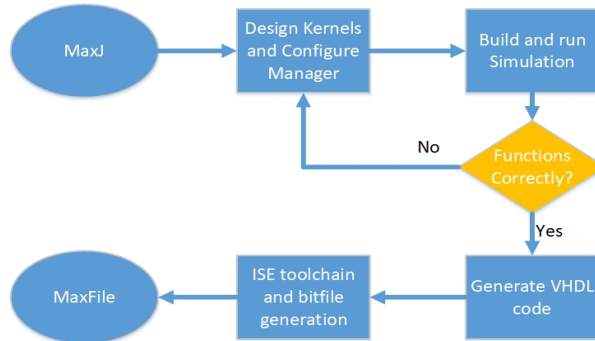 MaxJ
Design Kernels
and Configure
Manager
Build and run
Simulation
No
Functions
Correctly?
Yes
MaxFile
ISE toolchain
and bitfile
generation
Generate VHDL
code